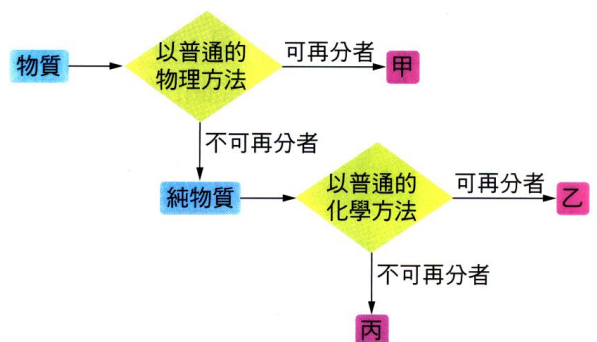 物質
以普通的
物理方法
可再分者
甲
不可再分者
純物質
以普通的
化學方法
可再分者
乙
不可再分者
丙